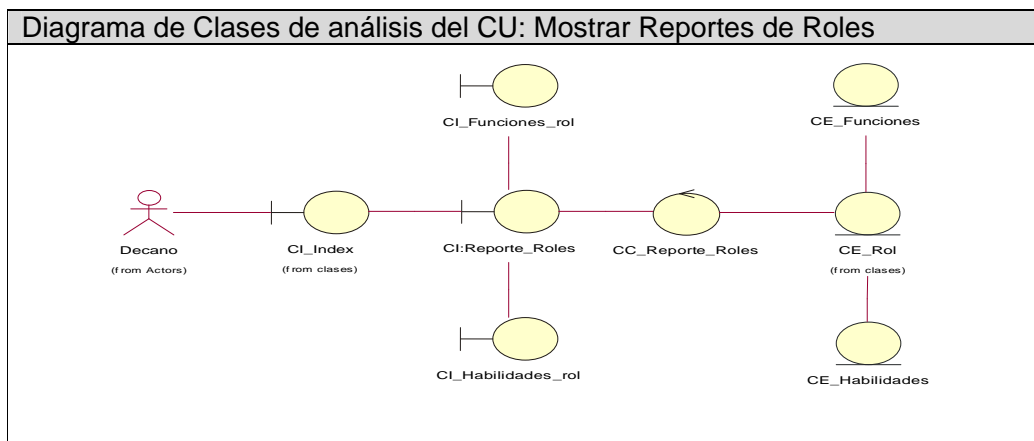 Diagrama de Clases de análisis del CU: Mostrar Reportes de Roles
CI_Funciones_rol
CE_Funciones
Decano
(from Actors)
CI_Index
(from clases)
CI:Reporte_Roles
CC_Reporte_Roles
CE_Rol
(from clases)
CI_Habilidades_rol
CE_Habilidades